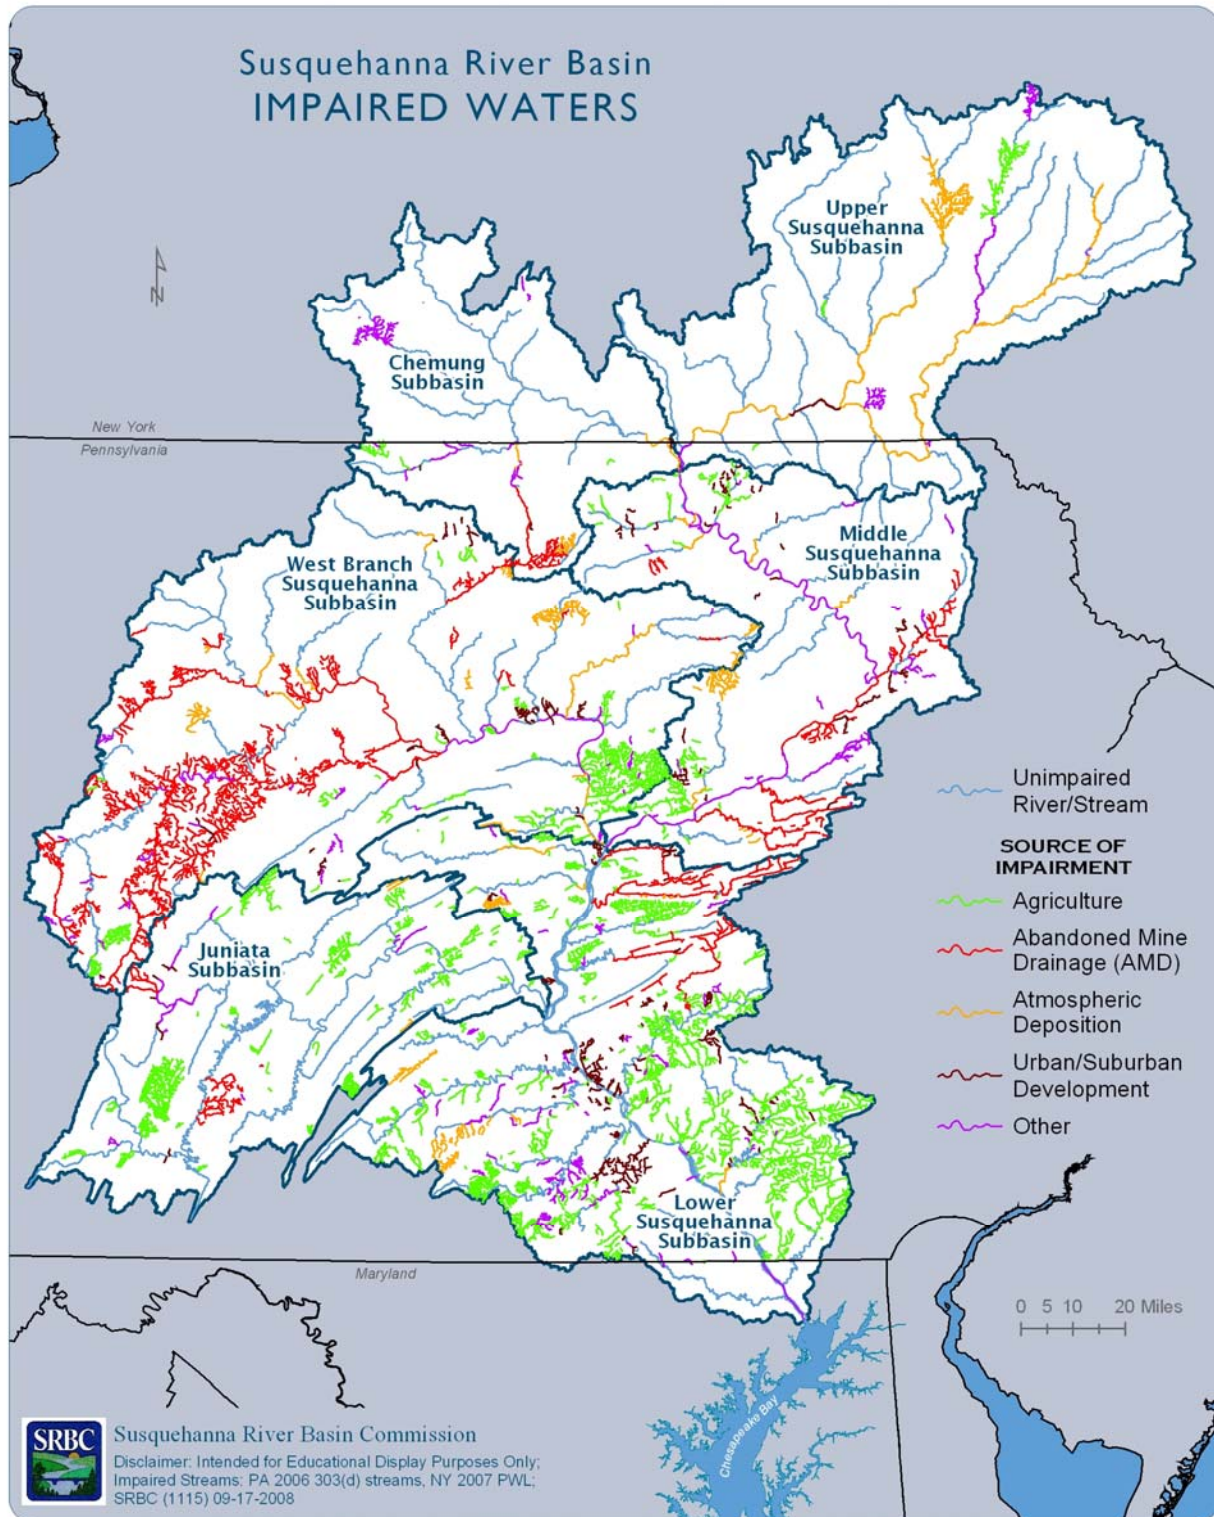 Susquehanna River Basin
IMPAIRED WATERS
Upper
Susquehanna
Subbasin
Chemung
Subbasin
New York
Pennsylvania
West Branch
Susquehanna
Subbasin
Middle
Susquehanna
Subbasin
Unimpaired
River/Stream
SOURCE OF
IMPAIRMENT
Agriculture
Abandoned Mine
Drainage (AMD)
Atmospheric
Deposition
Urban/Suburban
Development
Other
Juniata
Subbasin
Lower
Susquehanna
Subbasin
Maryland
0 5 10 20 Miles
Chesapeake Bay
N
SRBC
Susquehanna River Basin Commission
Disclaimer: Intended for Educational Display Purposes Only;
Impaired Streams: PA 2006 303(d) streams, NY 2007 PWL;
SRBC (1115) 09-17-2008